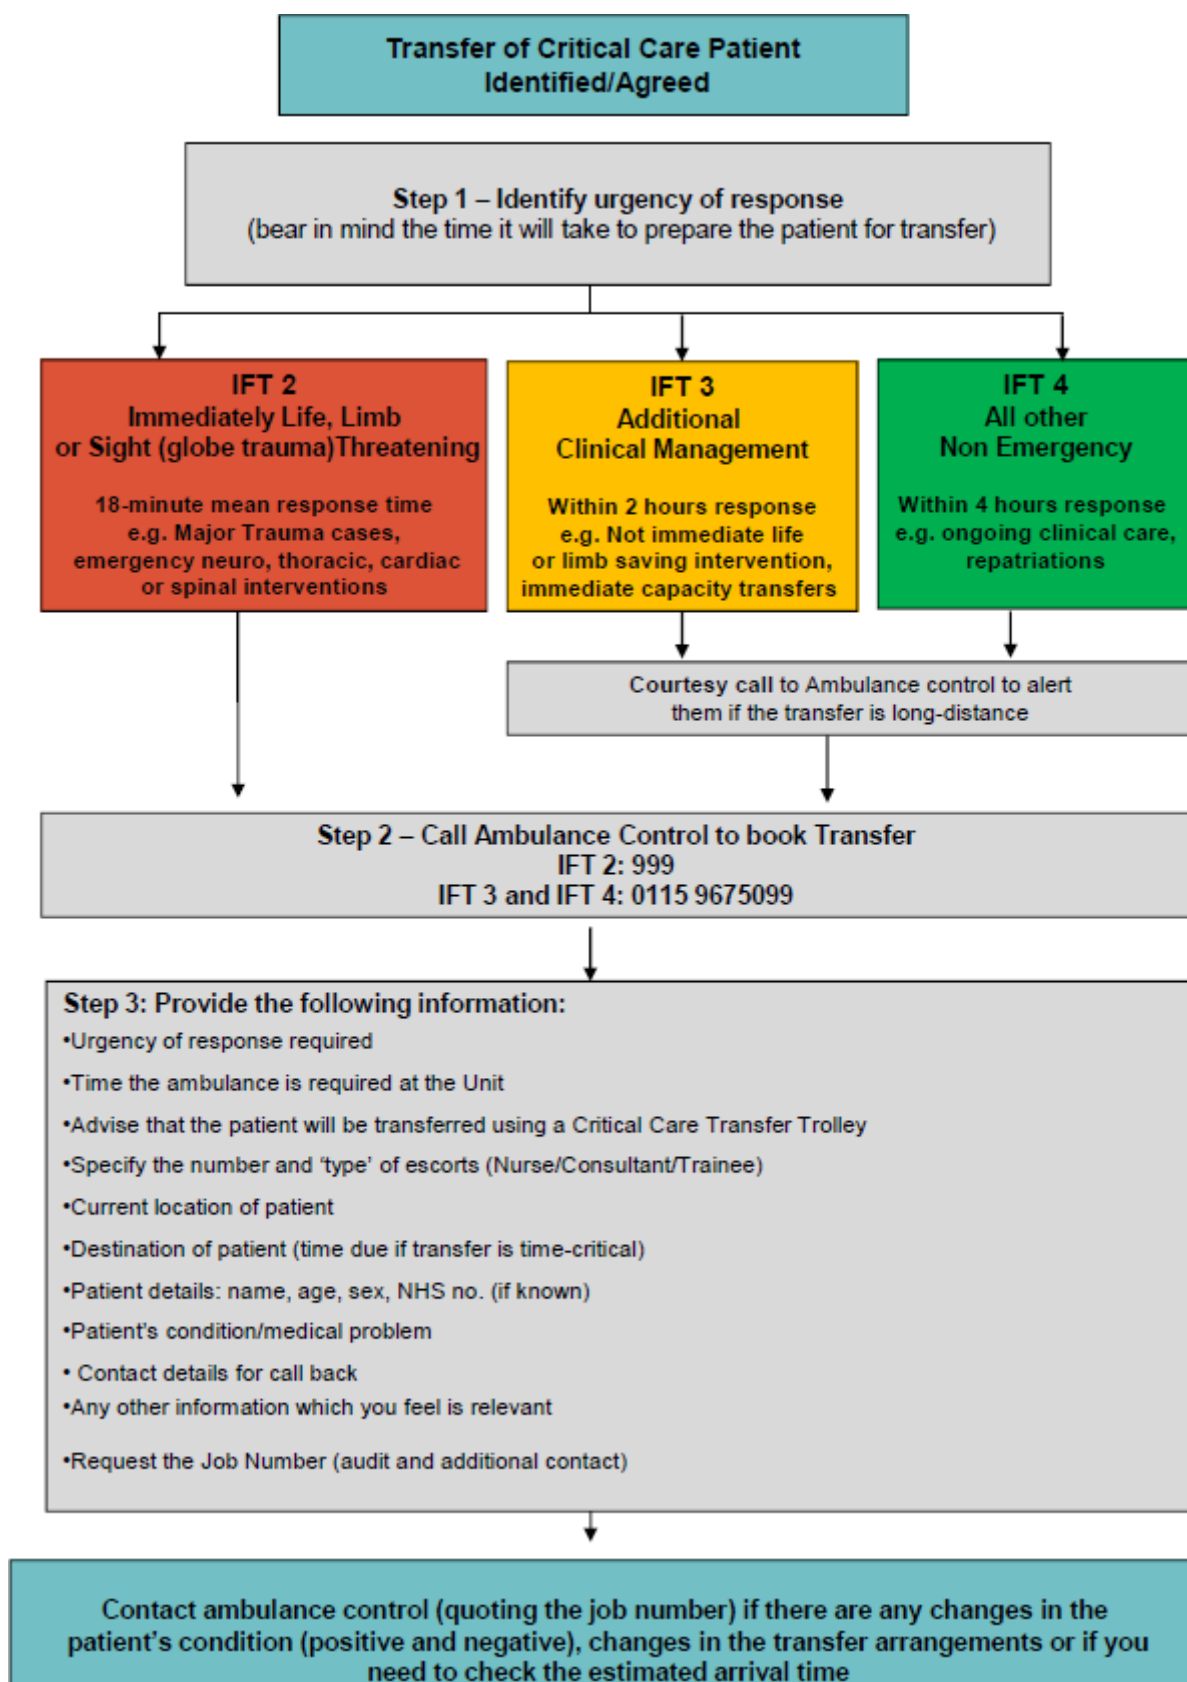 Transfer of Critical Care Patient
Identified/Agreed
Step 1 – Identify urgency of response
(bear in mind the time it will take to prepare the patient for transfer)
IFT 2
Immediately Life, Limb
or Sight (globe trauma)Threatening
18-minute mean response time
e.g. Major Trauma cases,
emergency neuro, thoracic, cardiac
or spinal interventions
IFT 3
Additional
Clinical Management
Within 2 hours response
e.g. Not immediate life
or limb saving intervention,
immediate capacity transfers
IFT 4
All other
Non Emergency
Within 4 hours response
e.g. ongoing clinical care,
repatriations
Courtesy call to Ambulance control to alert
them if the transfer is long-distance
Step 2 – Call Ambulance Control to book Transfer
IFT 2: 999
IFT 3 and IFT 4: 0115 9675099
Step 3: Provide the following information:
•Urgency of response required
•Time the ambulance is required at the Unit
•Advise that the patient will be transferred using a Critical Care Transfer Trolley
•Specify the number and ‘type’ of escorts (Nurse/Consultant/Trainee)
•Current location of patient
•Destination of patient (time due if transfer is time-critical)
•Patient details: name, age, sex, NHS no. (if known)
•Patient’s condition/medical problem
• Contact details for call back
•Any other information which you feel is relevant
•Request the Job Number (audit and additional contact)
Contact ambulance control (quoting the job number) if there are any changes in the
patient’s condition (positive and negative), changes in the transfer arrangements or if you
need to check the estimated arrival time